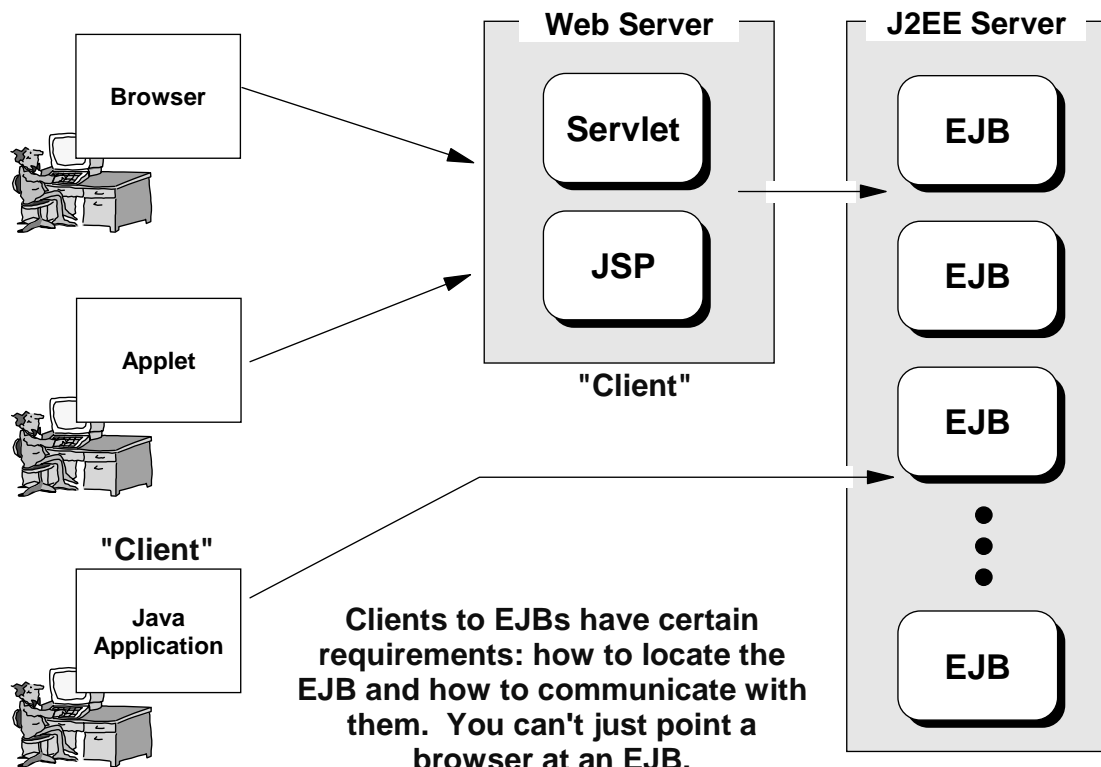 Web Server
J2EE Server
Browser
Servlet
EJB
JSP
EJB
Applet
"Client"
EJB
"Client"
Java
Application
Clients to EJBs have certain
requirements: how to locate the
EJB and how to communicate with
them. You can't just point a
browser at an EJB.
EJB